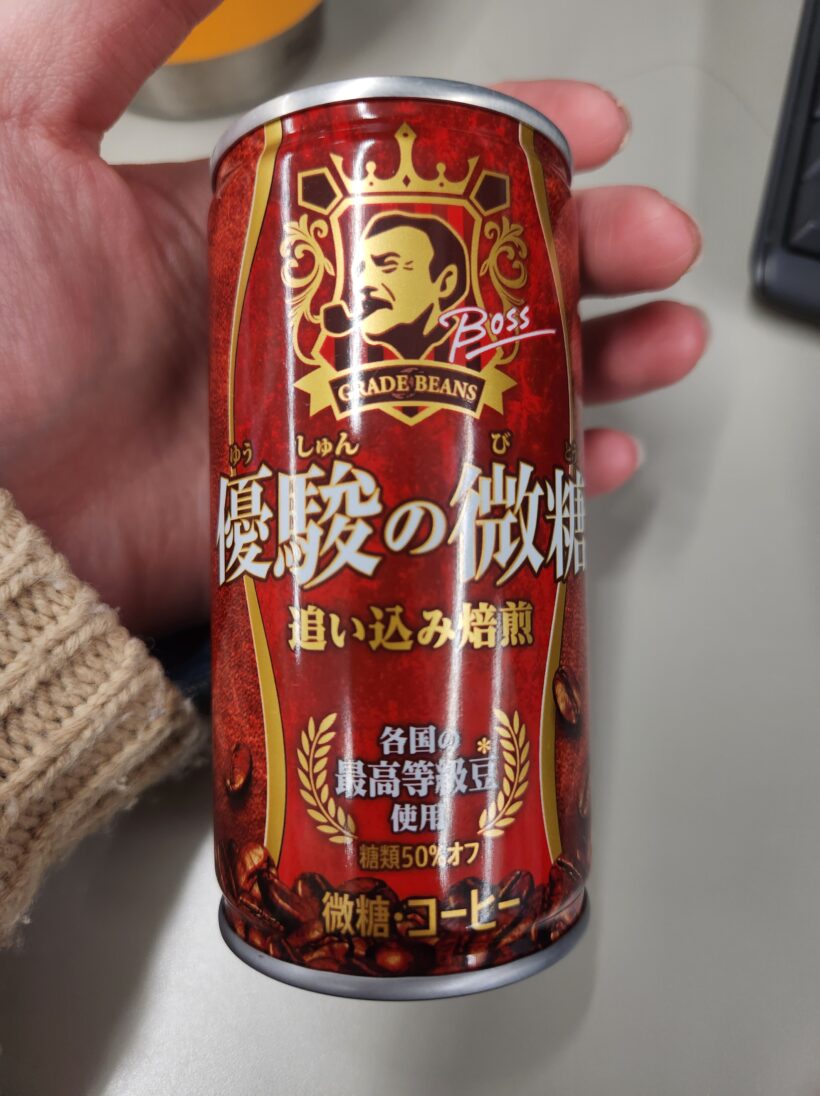 Boss
GRADE BEANS
ゆう しゅん び とう
優駿の微糖
追い込み焙煎
各国の
最高等級豆*
使用
糖類50%オフ
微糖・コーヒー